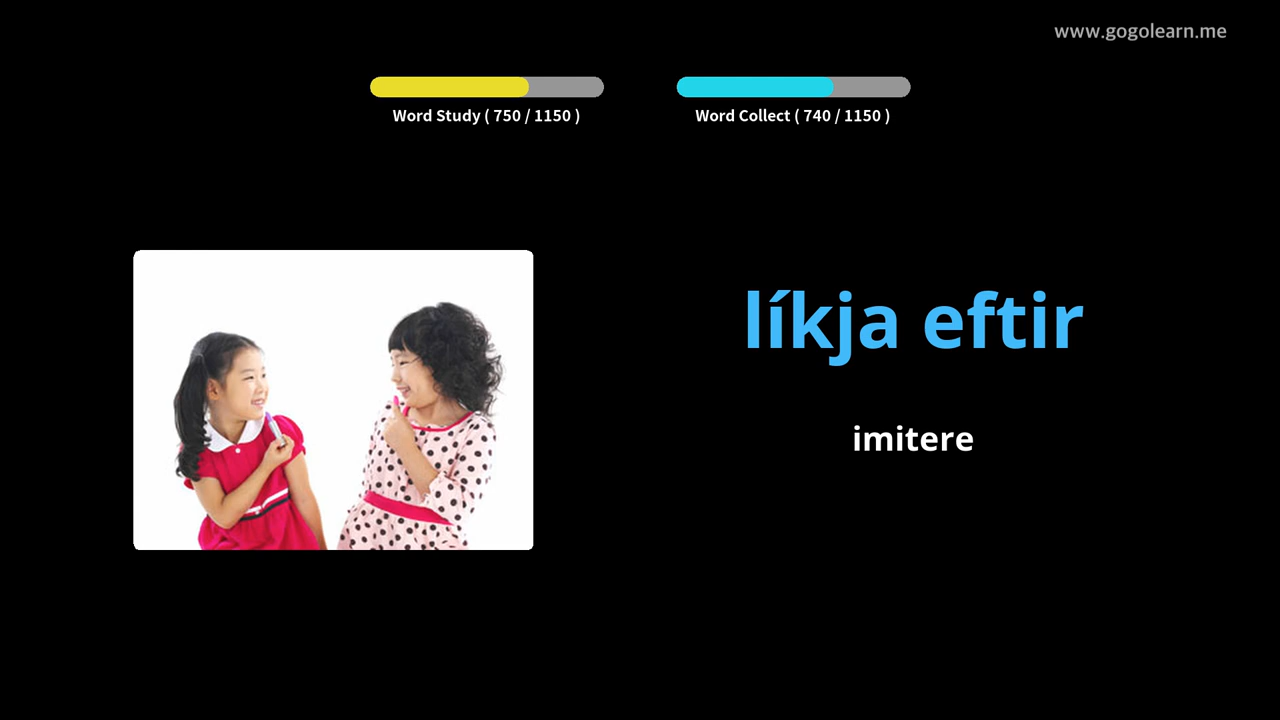 www.gogolearn.me
Word Study ( 750 / 1150 )
Word Collect ( 740 / 1150 )
líkja eftir
imitere